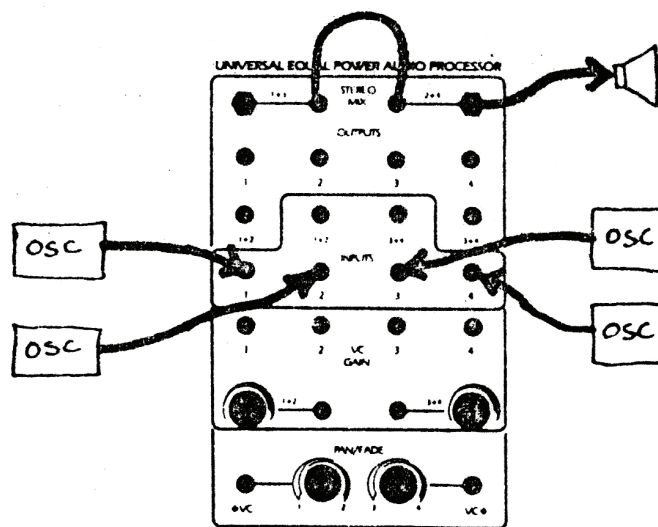 UNIVERSAL EQUAL POWER AUDIO PROCESSOR
1+3 STEREO 2+4
MIX
OUTPUTS
1 2 3 4
1+2 1+2 3+4 3+4
OSC OSC
INPUTS
1 2 3 4
OSC OSC
1 2 VC 3 4
GAIN
1+2 3+4
PAN/FADE
VC 1 2 3 4 VC